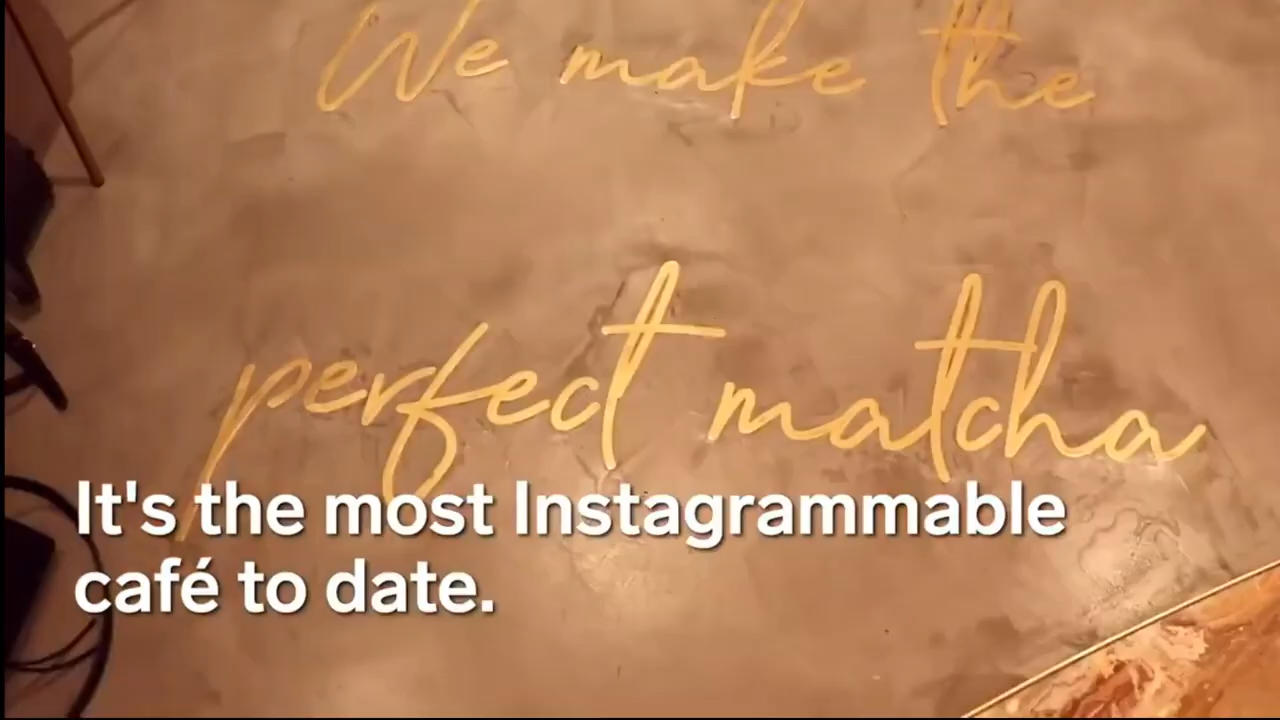 We make the
perfect matcha
It's the most Instagrammable
café to date.